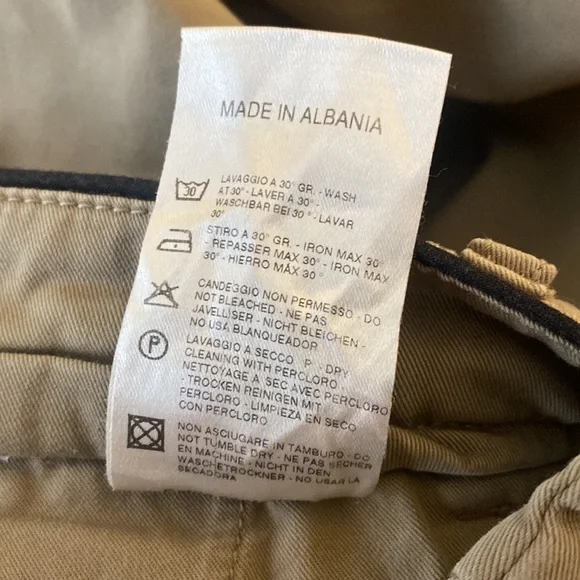 MADE IN ALBANIA
30
LAVAGGIO A 30° GR. - WASH
AT 30° - LAVER A 30° -
WASCHBAR BEI 30° - LAVAR
30°
STIRO A 30° GR. - IRON MAX 30°
- REPASSER MAX 30° - IRON MAX
30° - HIERRO MÁX 30°
CANDEGGIO NON PERMESSO - DO
NOT BLEACHED - NE PAS
JAVELLISER - NICHT BLEICHEN -
NO USA BLANQUEADOR
P
LAVAGGIO A SECCO P - DRY
CLEANING WITH PERCLORO
NETTOYAGE A SEC AVEC PERCLORO
- TROCKEN REINIGEN MIT
PERCLORO - LIMPIEZA EN SECO
CON PERCLORO
NON ASCIUGARE IN TAMBURO - DO
NOT TUMBLE DRY - NE PAS SECHER
EN MACHINE - NICHT IN DEN
WASCHETROCKNER - NO USAR LA
SECADORA